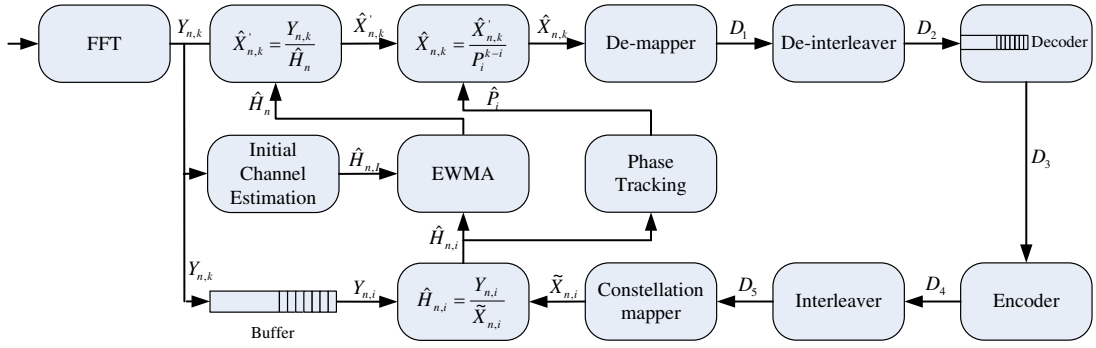 FFT
Y_{n,k}
\hat{X}^{'}_{n,k} = \frac{Y_{n,k}}{\hat{H}_n}
\hat{X}^{'}_{n,k}
\hat{X}_{n,k} = \frac{\hat{X}^{'}_{n,k}}{P_i^{k-i}}
\hat{X}_{n,k}
De-mapper
D_1
De-interleaver
D_2
Decoder
\hat{H}_n
\hat{P}_i
Initial
Channel
Estimation
\hat{H}_{n,I}
EWMA
Phase
Tracking
D_3
\hat{H}_{n,i}
Y_{n,k}
Buffer
Y_{n,i}
\hat{H}_{n,i} = \frac{Y_{n,i}}{\tilde{X}_{n,i}}
\tilde{X}_{n,i}
Constellation
mapper
D_5
Interleaver
D_4
Encoder